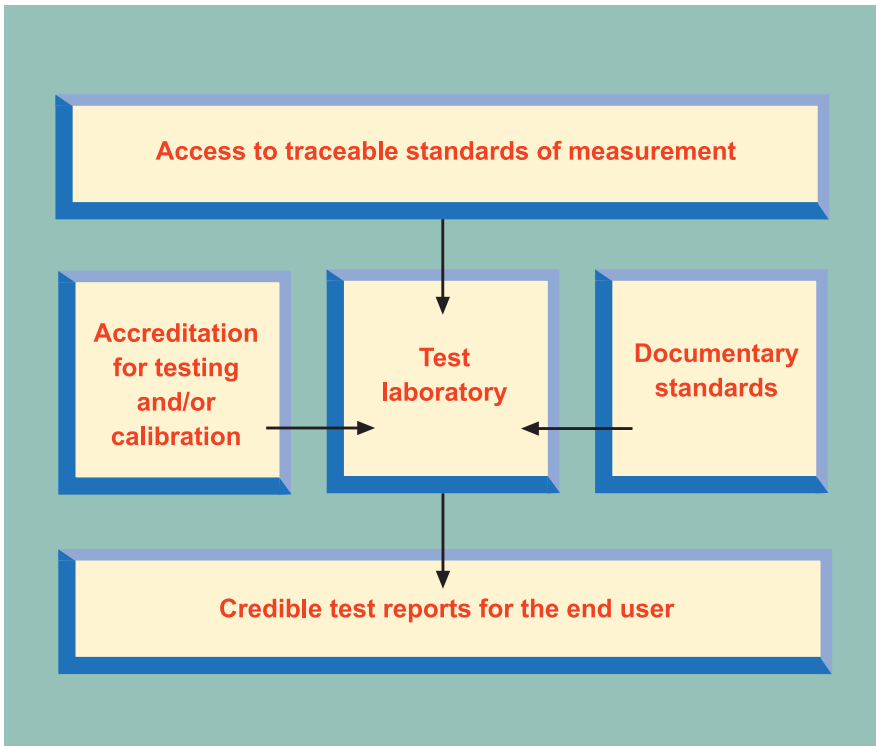 Access to traceable standards of measurement
Accreditation
for testing
and/or
calibration
Test
laboratory
Documentary
standards
Credible test reports for the end user